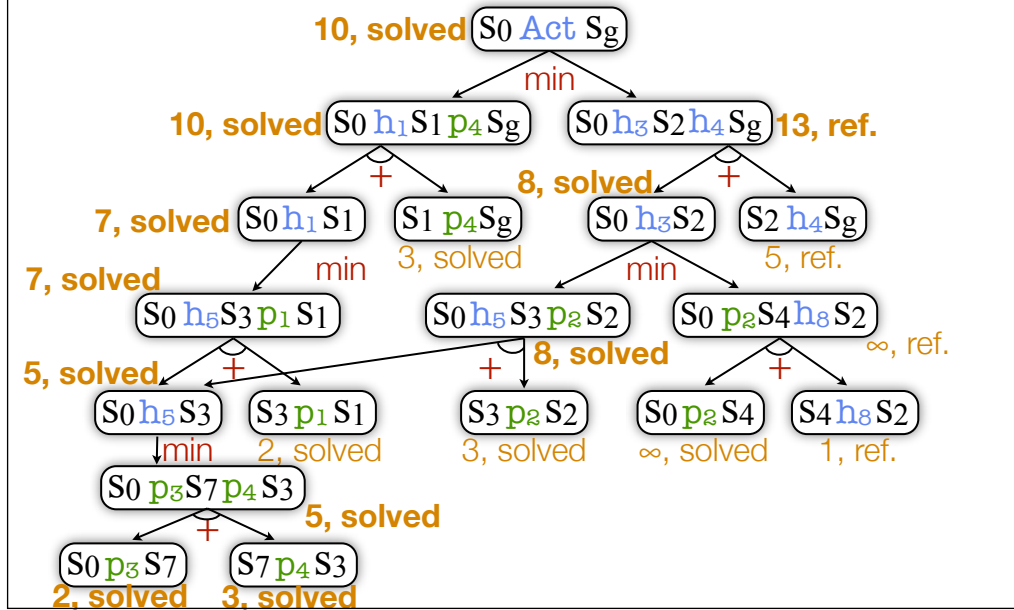 10, solved S0 Act Sg
min
10, solved S0 h1 S1 p4 Sg S0 h3 S2 h4 Sg 13, ref.
+ +
8, solved
7, solved S0 h1 S1 S1 p4 Sg S0 h3 S2 S2 h4 Sg
3, solved 5, ref.
min min
7, solved
S0 h5 S3 p1 S1 S0 h5 S3 p2 S2 S0 p2 S4 h8 S2
∞, ref.
8, solved
+ + +
5, solved
S0 h5 S3 S3 p1 S1 S3 p2 S2 S0 p2 S4 S4 h8 S2
min 2, solved 3, solved ∞, solved 1, ref.
S0 p3 S7 p4 S3
5, solved
+
S0 p3 S7 S7 p4 S3
2, solved 3, solved